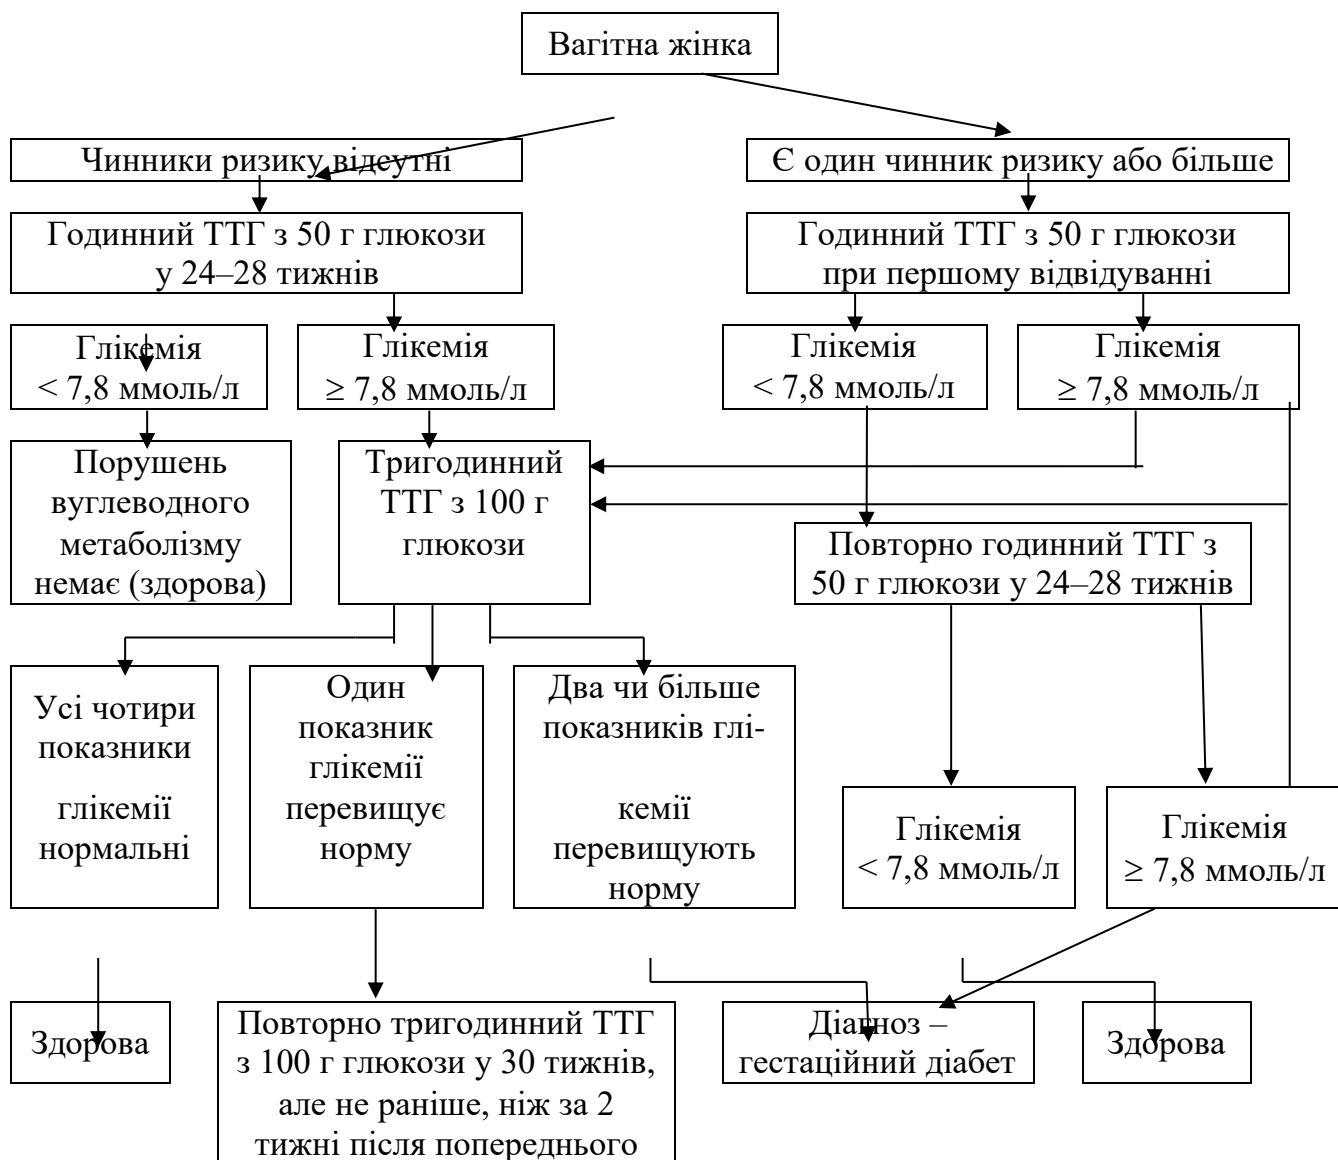 Вагітна жінка
Чинники ризику відсутні
Є один чинник ризику або більше
Годинний ТТГ з 50 г глюкози
у 24–28 тижнів
Годинний ТТГ з 50 г глюкози
при першому відвідуванні
Глікемія
< 7,8 ммоль/л
Глікемія
≥ 7,8 ммоль/л
Глікемія
< 7,8 ммоль/л
Глікемія
≥ 7,8 ммоль/л
Порушень
вуглеводного
метаболізму
немає (здорова)
Тригодинний
ТТГ з 100 г
глюкози
Повторно годинний ТТГ з
50 г глюкози у 24–28 тижнів
Усі чотири
показники
глікемії
нормальні
Один
показник
глікемії
перевищує
норму
Два чи більше
показників глі-
кемії
перевищують
норму
Глікемія
< 7,8 ммоль/л
Глікемія
≥ 7,8 ммоль/л
Здорова
Повторно тригодинний ТТГ
з 100 г глюкози у 30 тижнів,
але не раніше, ніж за 2
тижні після попереднього
Діагноз –
гестаційний діабет
Здорова